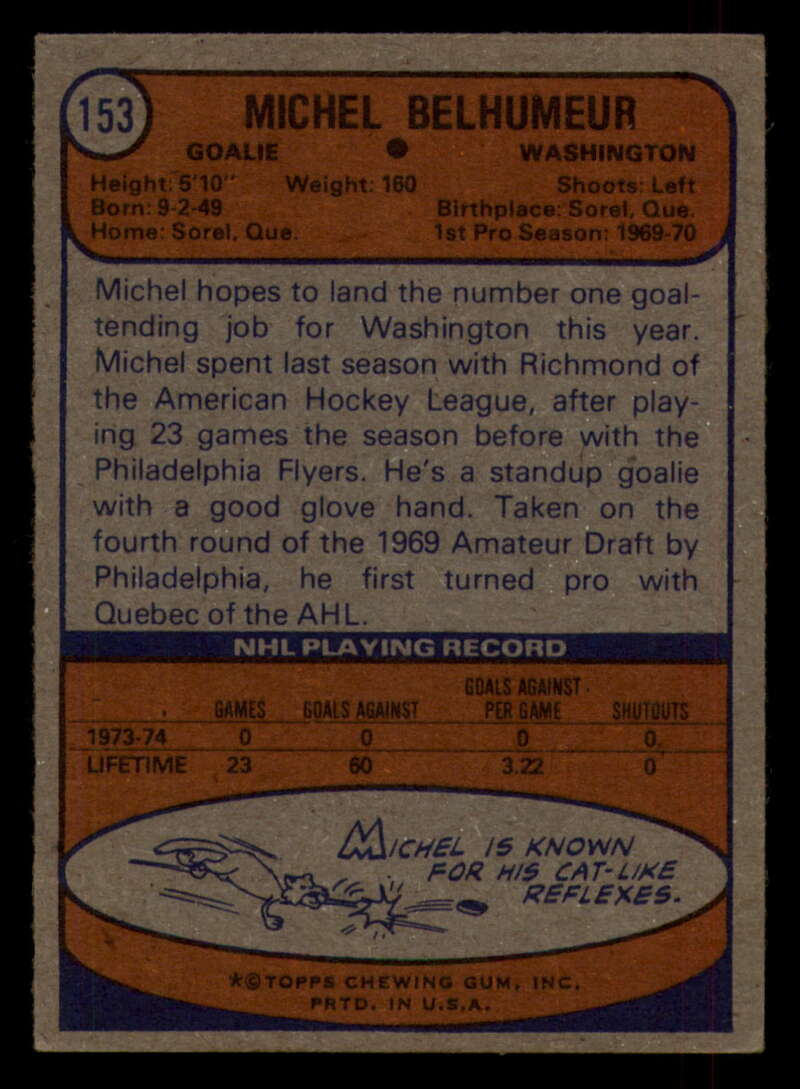 153
MICHEL BELHUMEUR
GOALIE ● WASHINGTON
Height: 5'10" Weight: 160 Shoots: Left
Born: 9-2-49 Birthplace: Sorel, Que.
Home: Sorel, Que. 1st Pro Season: 1969-70
Michel hopes to land the number one goal-
tending job for Washington this year.
Michel spent last season with Richmond of
the American Hockey League, after play-
ing 23 games the season before with the
Philadelphia Flyers. He's a standup goalie
with a good glove hand. Taken on the
fourth round of the 1969 Amateur Draft by
Philadelphia, he first turned pro with
Quebec of the AHL.
NHL PLAYING RECORD
GAMES GOALS AGAINST GOALS AGAINST PER GAME SHUTOUTS
1973-74 0 0 0 0
LIFETIME 23 60 3.22 0
MICHEL IS KNOWN
FOR HIS CAT-LIKE
REFLEXES.
*©TOPPS CHEWING GUM, INC.
PRTD. IN U.S.A.